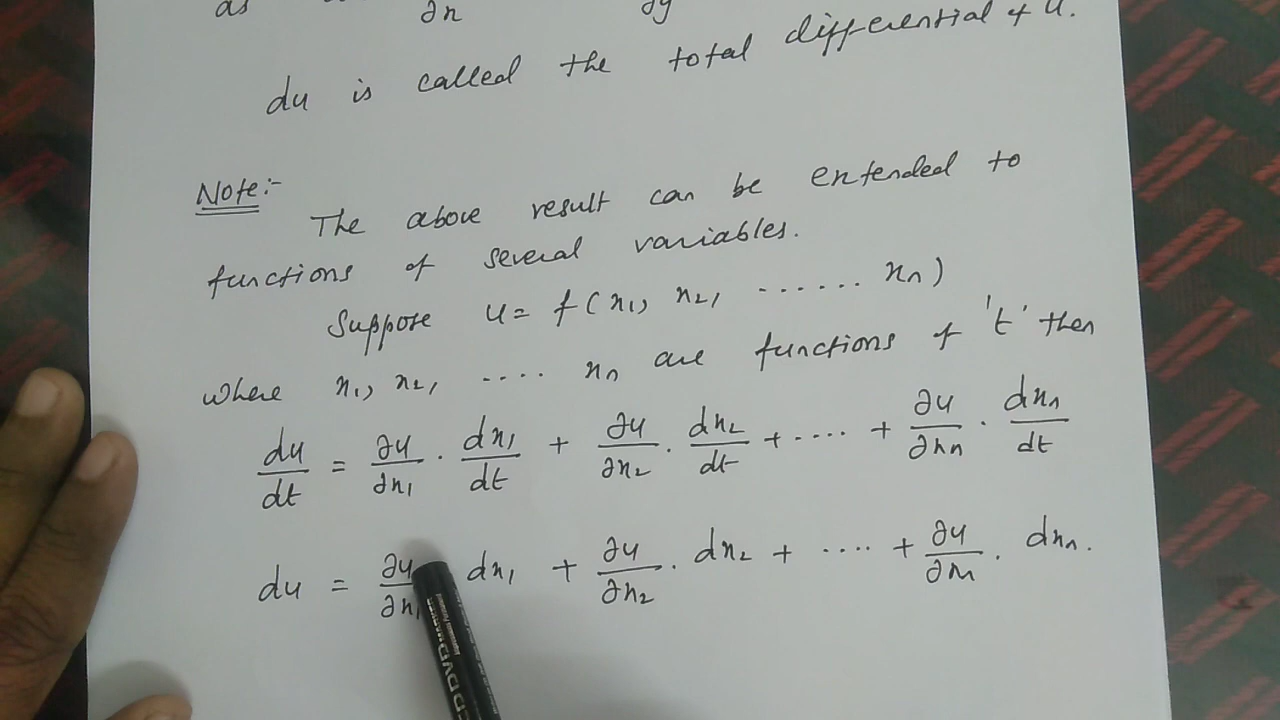 as ∂x ∂y
du is called the total differential of u.
Note:-
The above result can be extended to
functions of several variables.
Suppose u = f(x₁, x₂, ...... xₙ)
where x₁, x₂, .... xₙ are functions of 't' then
du/dt = ∂u/∂x₁ . dx₁/dt + ∂u/∂x₂ . dx₂/dt + .... + ∂u/∂xₙ . dxₙ/dt
du = ∂u/∂x₁ dx₁ + ∂u/∂x₂ . dx₂ + .... + ∂u/∂xₙ . dxₙ.